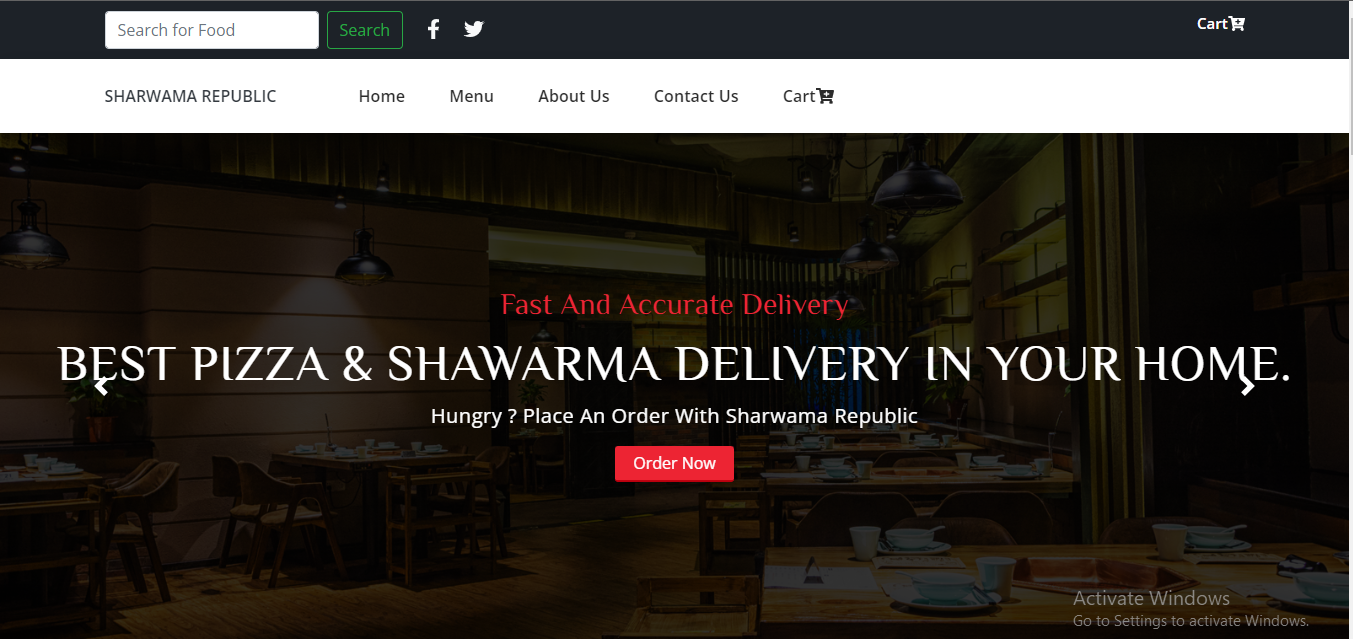 Search for Food
Search
Cart
SHARWAMA REPUBLIC
Home
Menu
About Us
Contact Us
Cart
Fast And Accurate Delivery
BEST PIZZA & SHAWARMA DELIVERY IN YOUR HOME.
Hungry ? Place An Order With Sharwama Republic
Order Now
Activate Windows
Go to Settings to activate Windows.